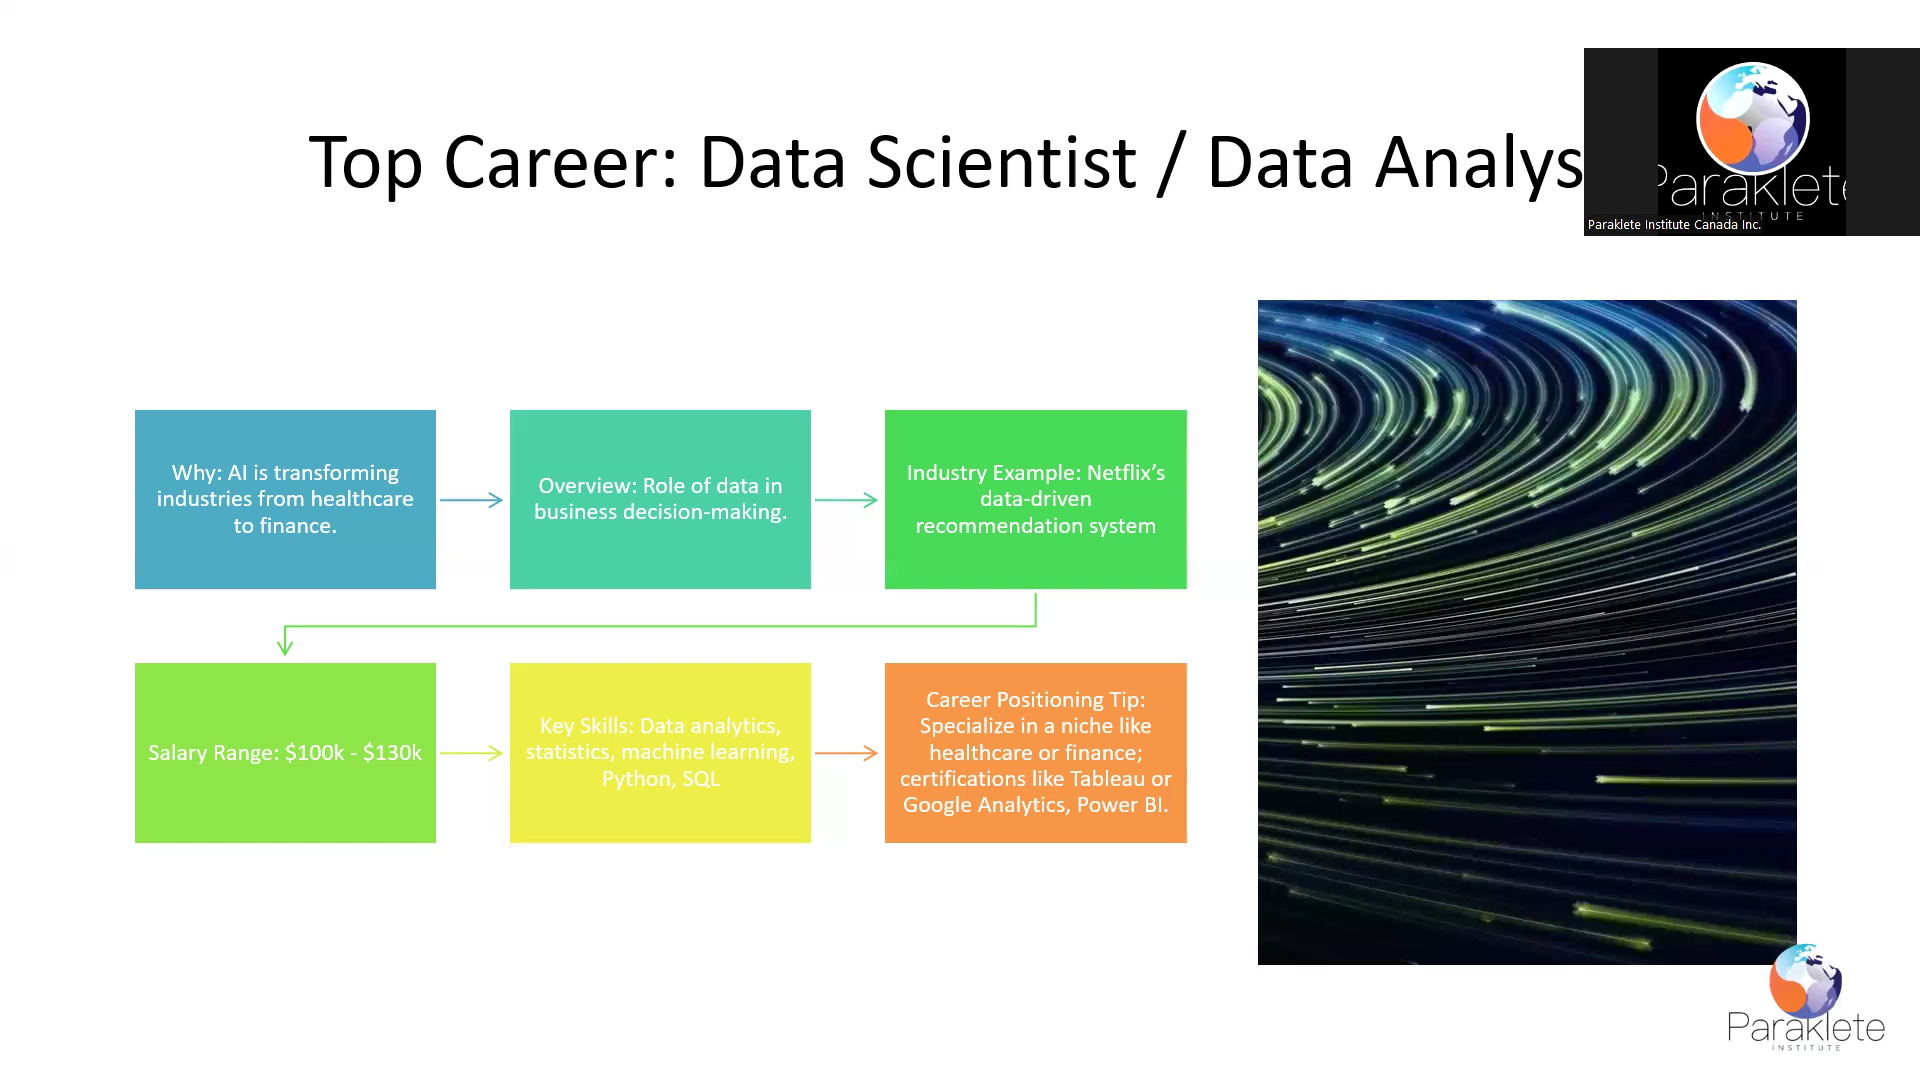 Top Career: Data Scientist / Data Analys
Paraklete
INSTITUTE
Paraklete Institute Canada Inc.
Why: AI is transforming
industries from healthcare
to finance.
Overview: Role of data in
business decision-making.
Industry Example: Netflix’s
data-driven
recommendation system
Salary Range: $100k - $130k
Key Skills: Data analytics,
statistics, machine learning,
Python, SQL
Career Positioning Tip:
Specialize in a niche like
healthcare or finance;
certifications like Tableau or
Google Analytics, Power BI.
Paraklete
INSTITUTE